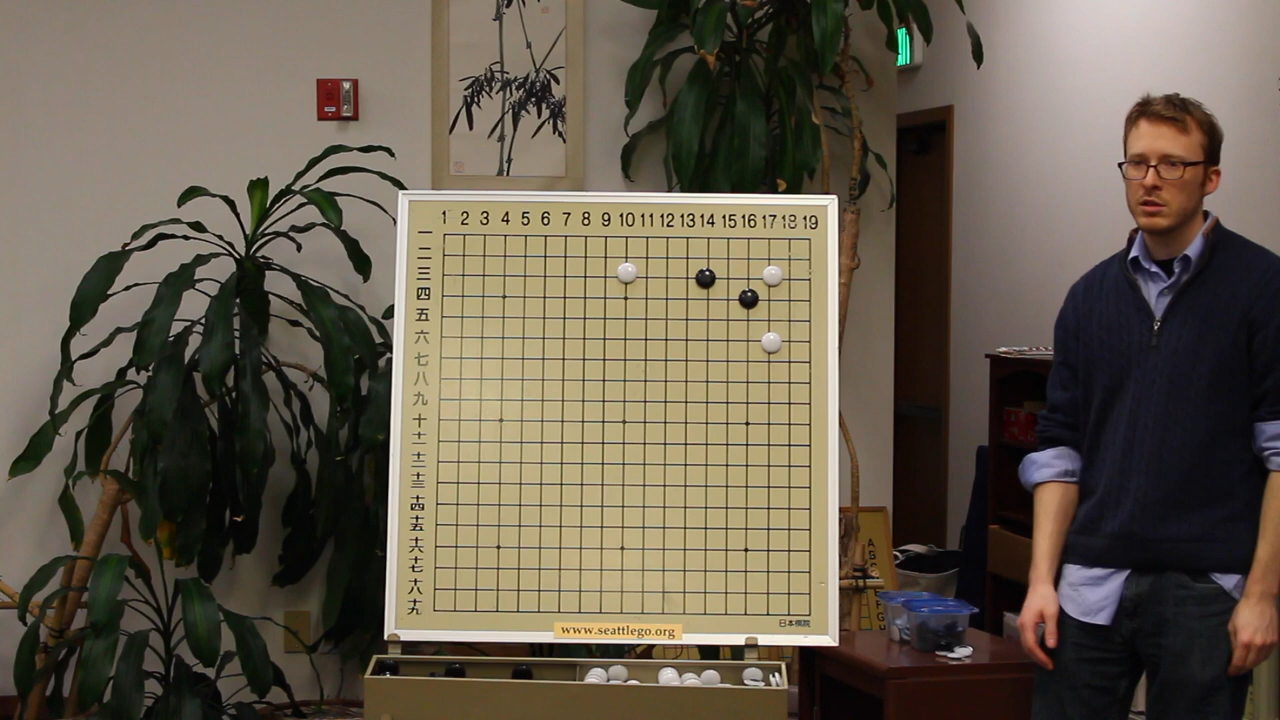 1 2 3 4 5 6 7 8 9 10 11 12 13 14 15 16 17 18 19
一
二
三
四
五
六
七
八
九
十
十一
十二
十三
十四
十五
十六
十七
十八
十九
www.seattlego.org
日本棋院